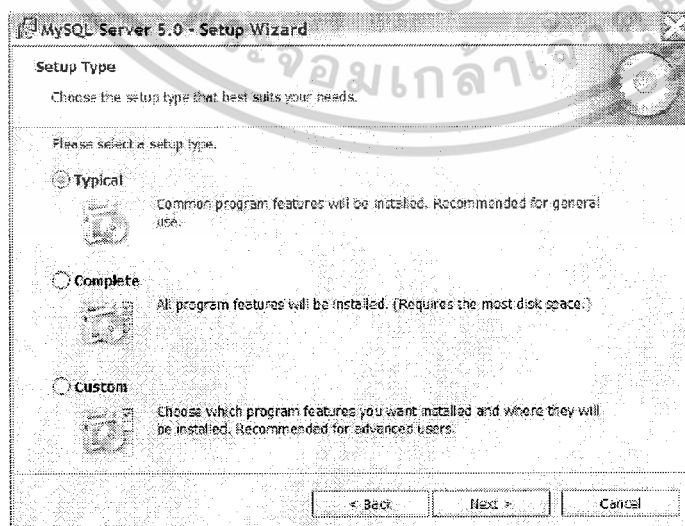 MySQL Server 5.0 - Setup Wizard
Setup Type
Choose the setup type that best suits your needs.
Please select a setup type.
Typical
Common program features will be installed. Recommended for general
use.
Complete
All program features will be installed. (Requires the most disk space.)
Custom
Choose which program features you want installed and where they will
be installed. Recommended for advanced users.
< Back
Next >
Cancel